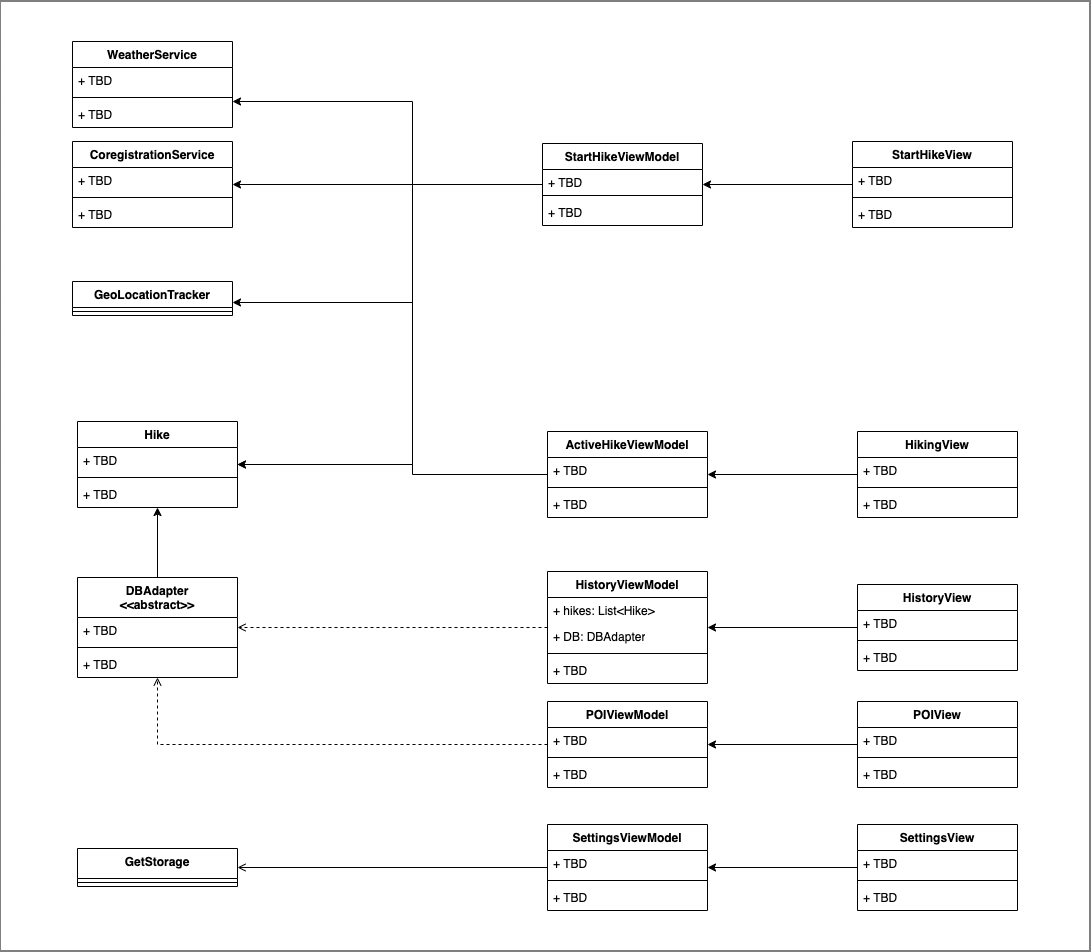 WeatherService
+ TBD
+ TBD
CoregistrationService
+ TBD
+ TBD
StartHikeViewModel
+ TBD
+ TBD
StartHikeView
+ TBD
+ TBD
GeoLocationTracker
Hike
+ TBD
+ TBD
ActiveHikeViewModel
+ TBD
+ TBD
HikingView
+ TBD
+ TBD
DBAdapter
<<abstract>>
+ TBD
+ TBD
HistoryViewModel
+ hikes: List<Hike>
+ DB: DBAdapter
+ TBD
HistoryView
+ TBD
+ TBD
POIViewModel
+ TBD
+ TBD
POIView
+ TBD
+ TBD
GetStorage
SettingsViewModel
+ TBD
+ TBD
SettingsView
+ TBD
+ TBD